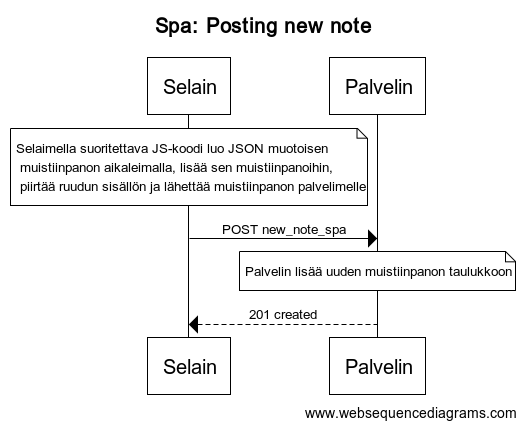 Spa: Posting new note
Selain
Palvelin
Selaimella suoritettava JS-koodi luo JSON muotoisen
muistiinpanon aikaleimalla, lisää sen muistiinpanoihin,
piirtää ruudun sisällön ja lähettää muistiinpanon palvelimelle
POST new_note_spa
Palvelin lisää uuden muistiinpanon taulukkoon
201 created
Selain
Palvelin
www.websequencediagrams.com